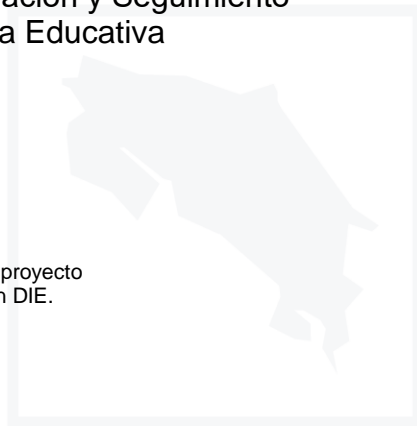 ación y Seguimiento
a Educativa
proyecto
n DIE.